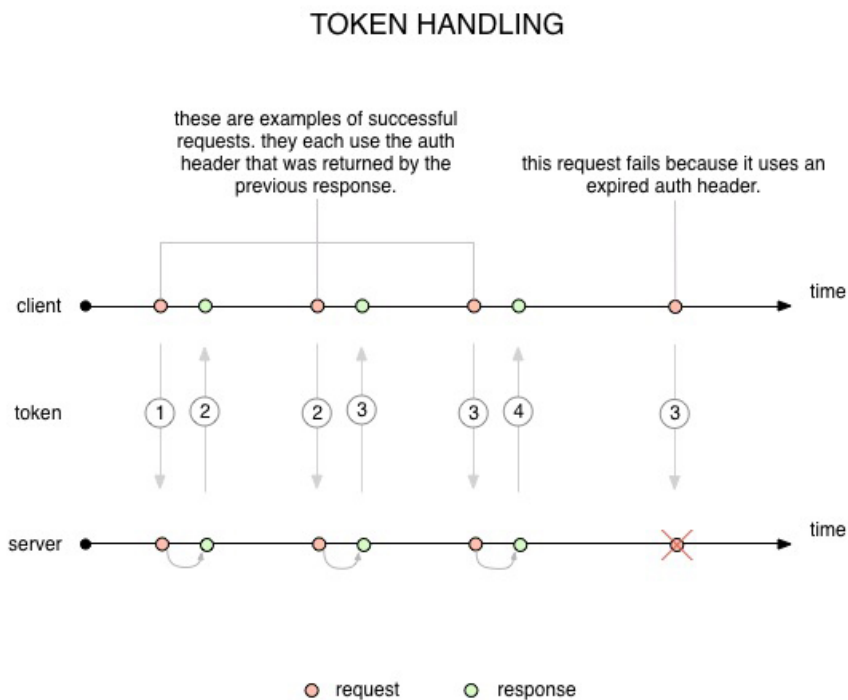 TOKEN HANDLING
these are examples of successful
requests. they each use the auth
header that was returned by the
previous response.
this request fails because it uses an
expired auth header.
client
time
token
1
2
2
3
3
4
3
server
time
request
response